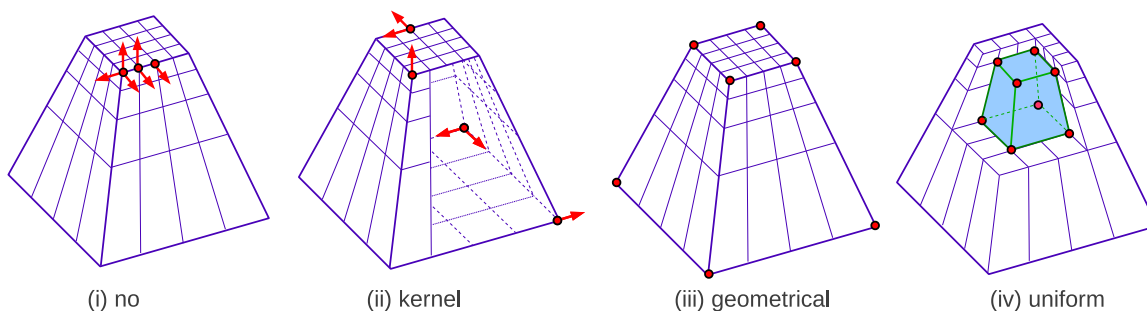 (i) no
(ii) kernel
(iii) geometrical
(iv) uniform